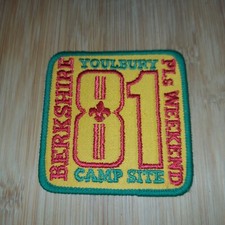 YOULBURY
BERKSHIRE
81
PLs WEEKEND
CAMP SITE